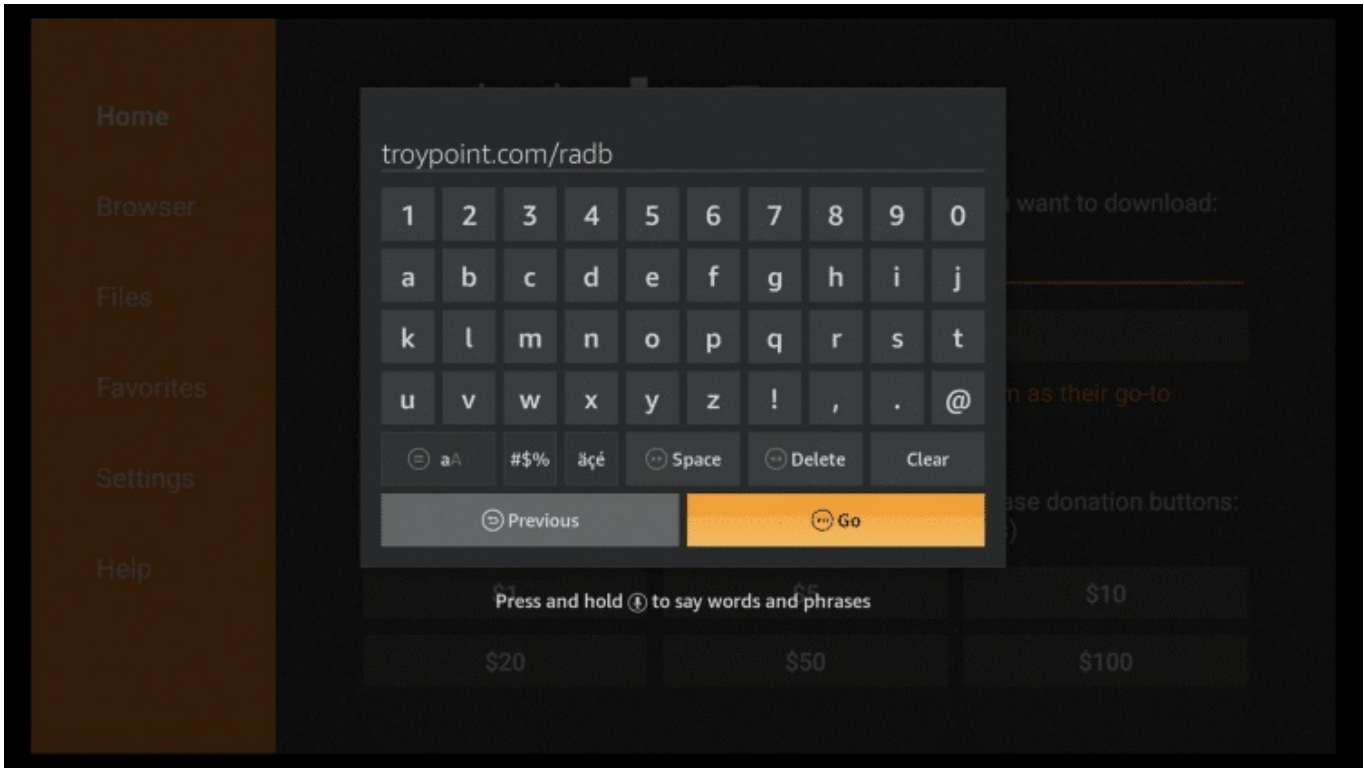 Home
Browser
Files
Favorites
Settings
Help
want to download:
as their go-to
donation buttons:
$1 $5 $10
$20 $50 $100
troypoint.com/radb
1 2 3 4 5 6 7 8 9 0
a b c d e f g h i j
k l m n o p q r s t
u v w x y z ! , . @
aA #$% äçé Space Delete Clear
Previous Go
Press and hold to say words and phrases